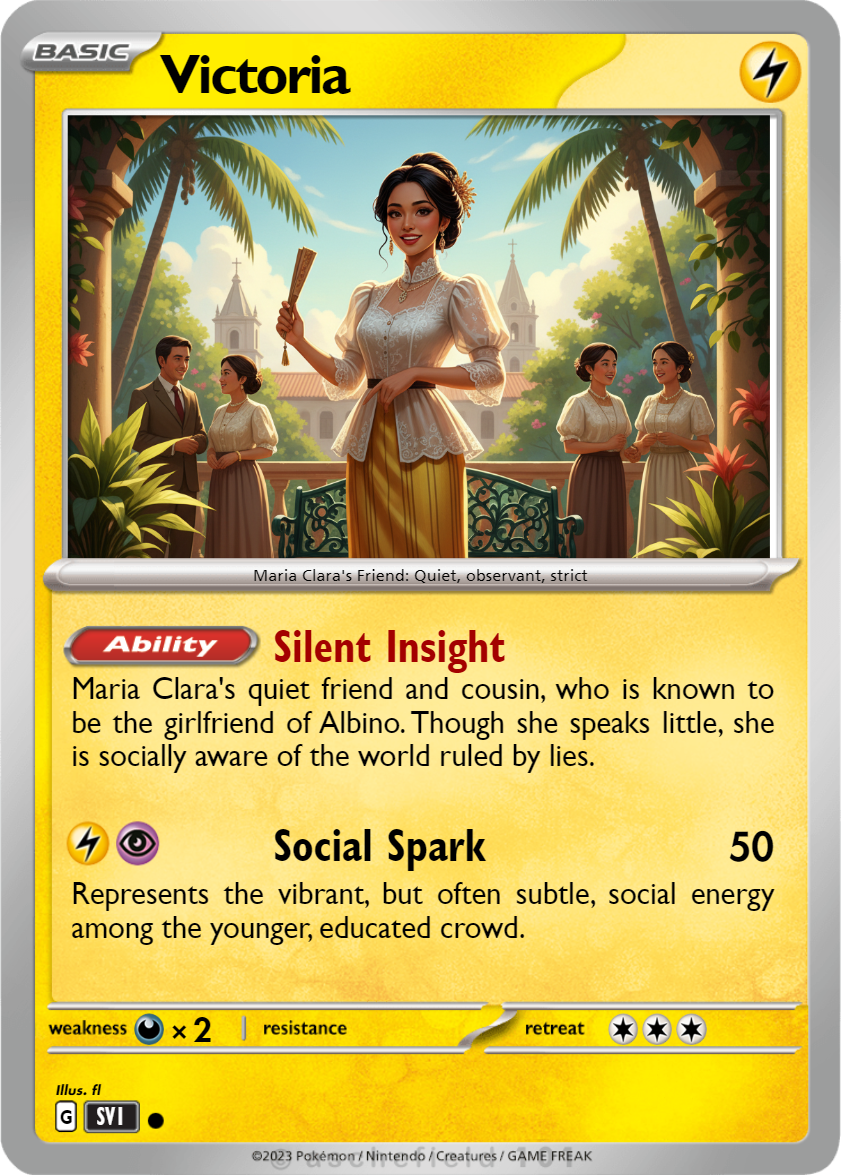 BASIC
Victoria
Maria Clara's Friend: Quiet, observant, strict
Ability Silent Insight
Maria Clara's quiet friend and cousin, who is known to
be the girlfriend of Albino. Though she speaks little, she
is socially aware of the world ruled by lies.
Social Spark 50
Represents the vibrant, but often subtle, social energy
among the younger, educated crowd.
weakness × 2 resistance retreat
Illus. fl
G SVI
©2023 Pokémon / Nintendo / Creatures / GAME FREAK